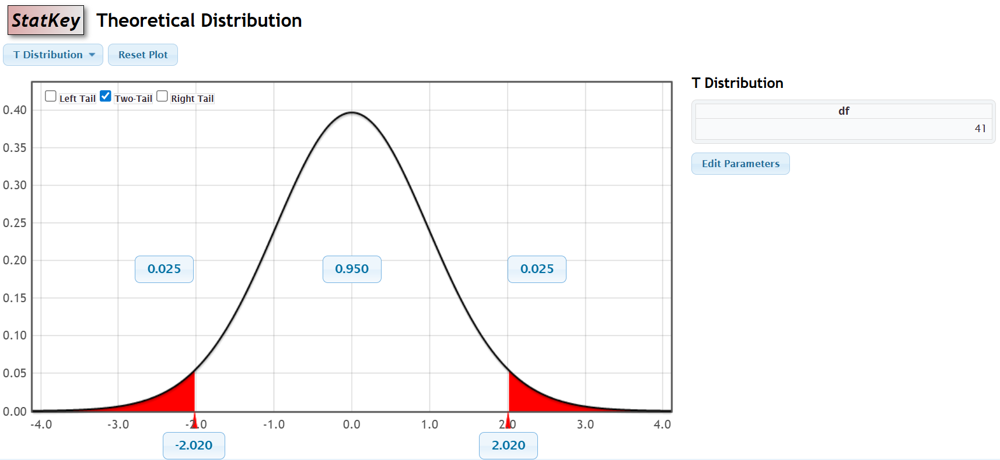 StatKey Theoretical Distribution
T Distribution Reset Plot
Left Tail Two-Tail Right Tail
0.40
0.35
0.30
0.25
0.20
0.15
0.10
0.05
0.00
0.025 0.950 0.025
-4.0 -3.0 -2.0 -1.0 0.0 1.0 2.0 3.0 4.0
-2.020 2.020
T Distribution
df
41
Edit Parameters